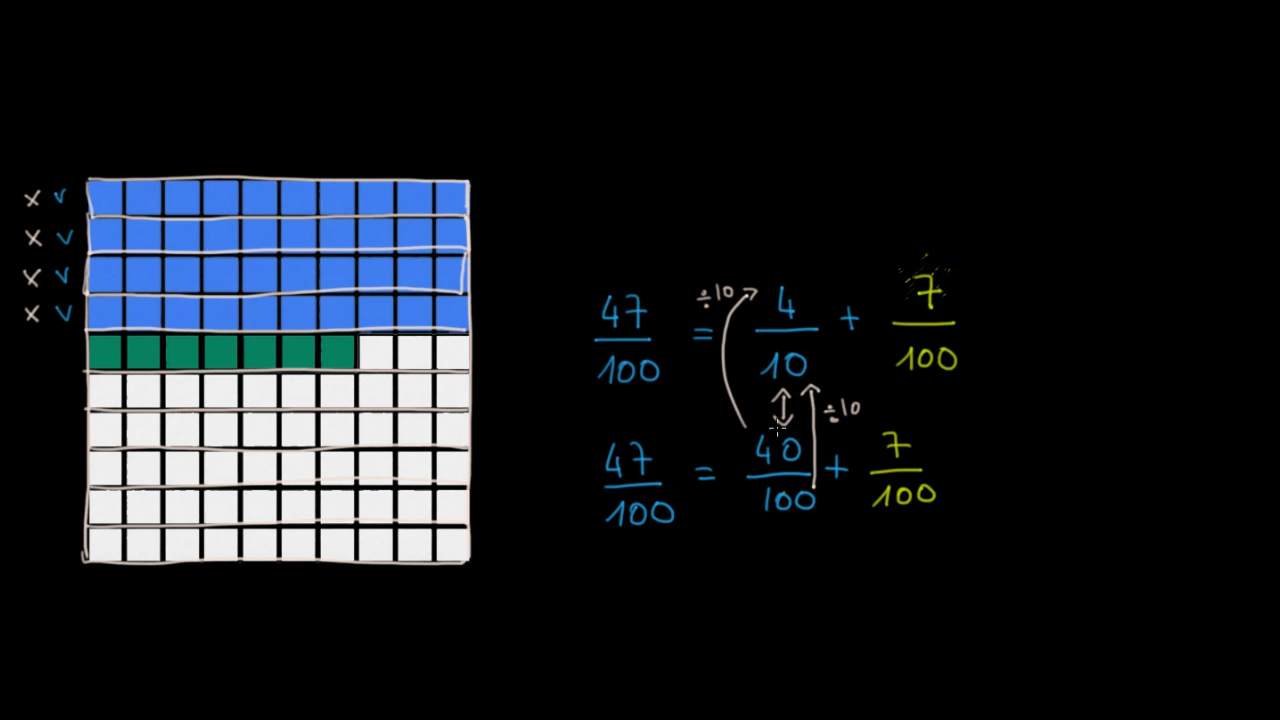 x v
x v
x v
x v
÷10
47/100 = 4/10 + 7/100
÷10
47/100 = 40/100 + 7/100